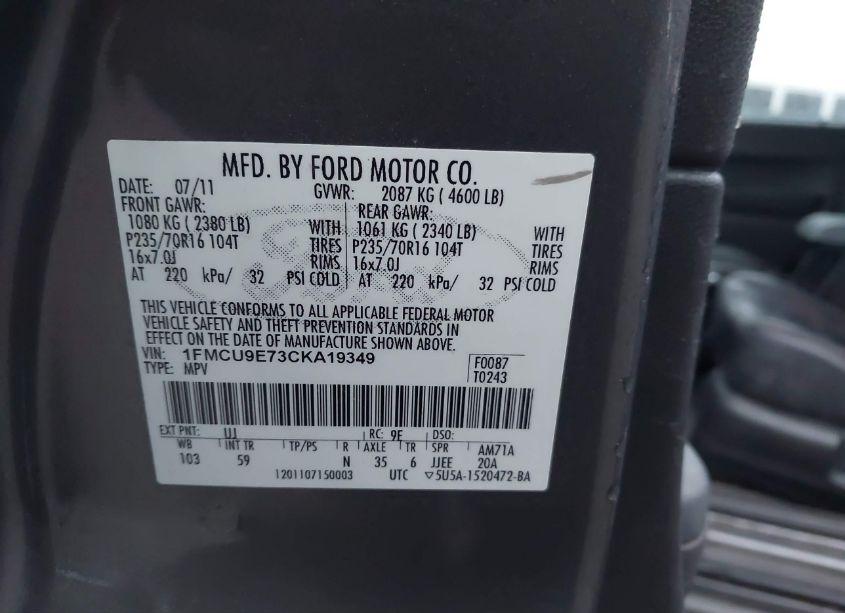 MFD. BY FORD MOTOR CO.
DATE: 07/11 GVWR: 2087 KG ( 4600 LB)
FRONT GAWR: REAR GAWR:
1080 KG ( 2380 LB) WITH 1061 KG ( 2340 LB) WITH
P235/70R16 104T TIRES P235/70R16 104T TIRES
16x7.0J RIMS 16x7.0J RIMS
AT 220 kPa/ 32 PSI COLD AT 220 kPa/ 32 PSI COLD
THIS VEHICLE CONFORMS TO ALL APPLICABLE FEDERAL MOTOR
VEHICLE SAFETY AND THEFT PREVENTION STANDARDS IN
EFFECT ON THE DATE OF MANUFACTURE SHOWN ABOVE.
VIN: 1FMCU9E73CKA19349 F0087
TYPE: MPV T0243
EXT PNT: UJ RC: 9F DSO:
WB INT TR TP/PS R AXLE TR SPR AM71A
103 59 N 35 6 JJEE 20A
1201107150003 UTC ▽5U5A-1520472-BA